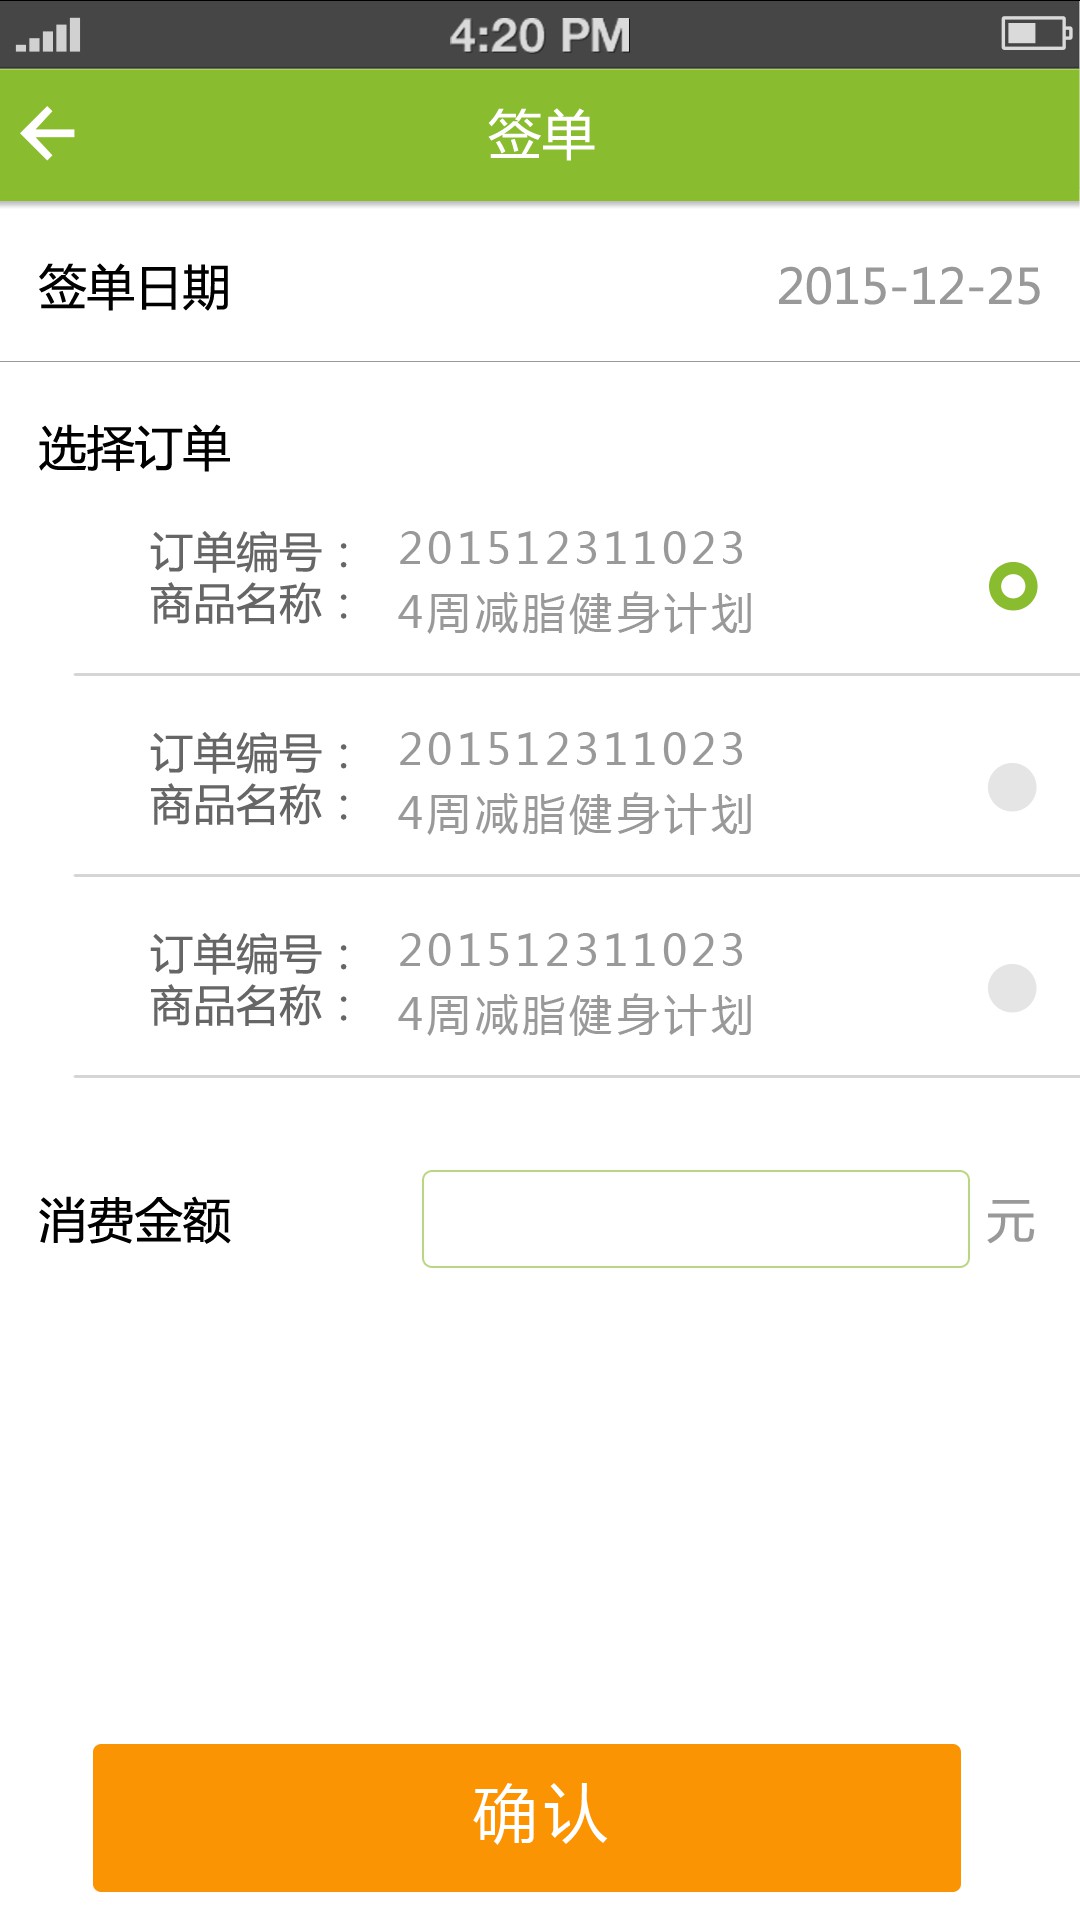 4:20 PM
签单
签单日期 2015-12-25
选择订单
订单编号： 201512311023
商品名称： 4周减脂健身计划
订单编号： 201512311023
商品名称： 4周减脂健身计划
订单编号： 201512311023
商品名称： 4周减脂健身计划
消费金额 元
确认